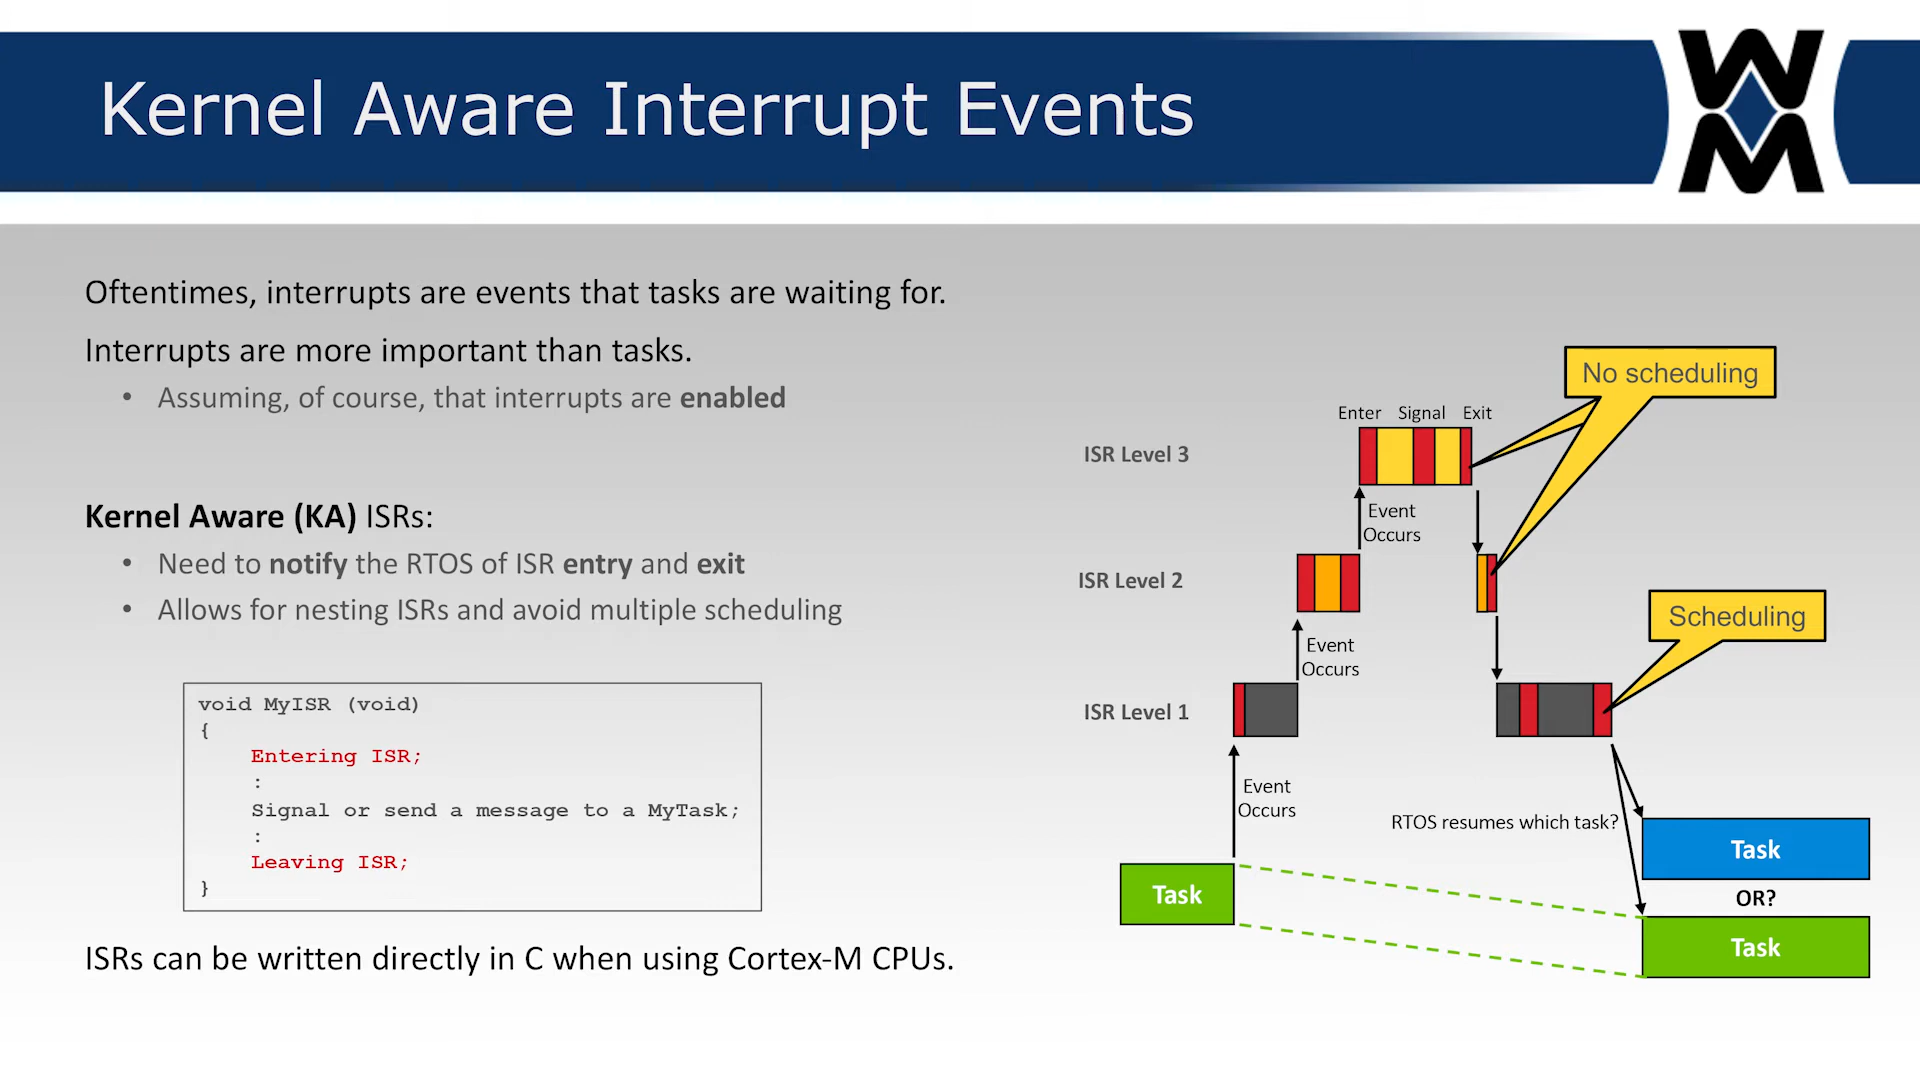 Kernel Aware Interrupt Events
WM
Oftentimes, interrupts are events that tasks are waiting for.
Interrupts are more important than tasks.
• Assuming, of course, that interrupts are enabled
Kernel Aware (KA) ISRs:
• Need to notify the RTOS of ISR entry and exit
• Allows for nesting ISRs and avoid multiple scheduling
void MyISR (void)
{
Entering ISR;
:
Signal or send a message to a MyTask;
:
Leaving ISR;
}
ISRs can be written directly in C when using Cortex-M CPUs.
No scheduling
Enter Signal Exit
ISR Level 3
Event
Occurs
ISR Level 2
Scheduling
Event
Occurs
ISR Level 1
Event
Occurs
RTOS resumes which task?
Task
Task
OR?
Task